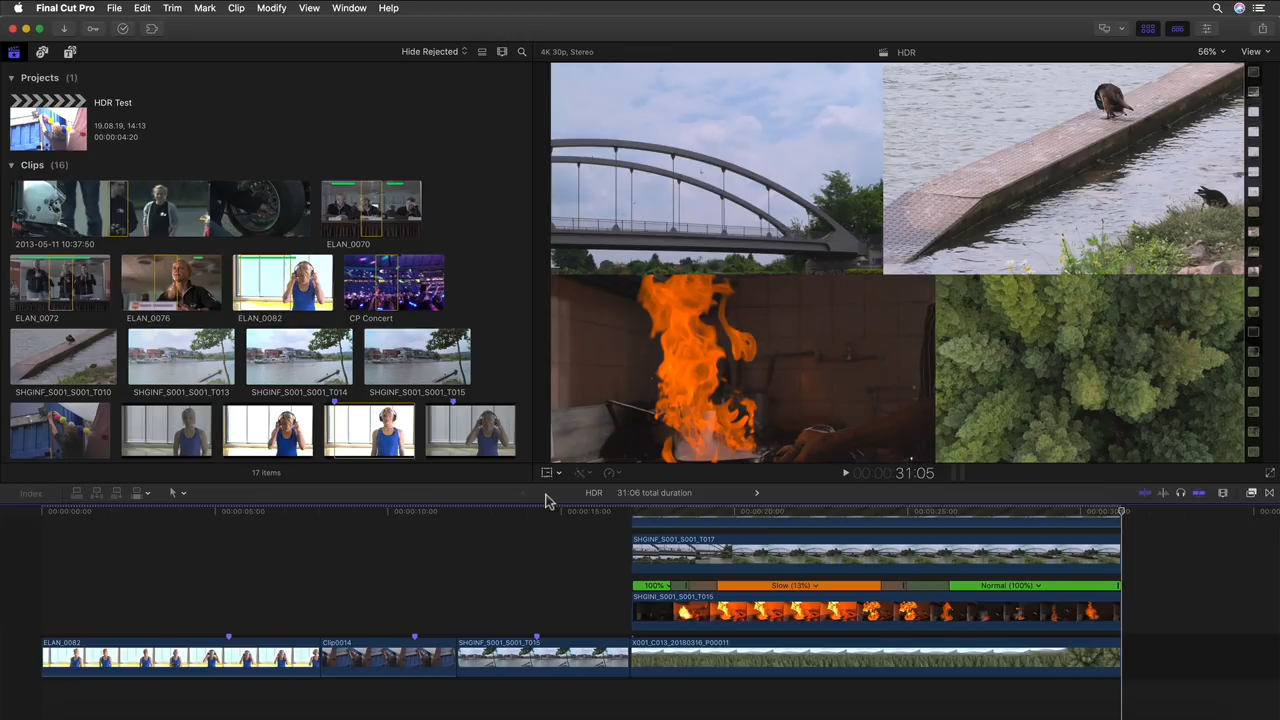 Final Cut Pro File Edit Trim Mark Clip Modify View Window Help
Hide Rejected
4K 30p, Stereo
HDR
56%
View
Projects (1)
HDR Test
19.08.19, 14:13
00:00:04:20
Clips (16)
2013-05-11 10:37:50
ELAN_0070
ELAN_0072
ELAN_0076
ELAN_0082
CP Concert
SHGINF_S001_S001_T010
SHGINF_S001_S001_T013
SHGINF_S001_S001_T014
SHGINF_S001_S001_T015
17 items
00:00:00:31:05
Index
HDR
31:06 total duration
00:00:00:00
00:00:05:00
00:00:10:00
00:00:15:00
00:00:20:00
00:00:25:00
SHGINF_S001_S001_T017
100%
Slow (13%)
Normal (100%)
SHGINI_S001_S001_T015
ELAN_0082
Clip0014
SHGINF_S001_S001_T015
X001_C013_20180316_P00011